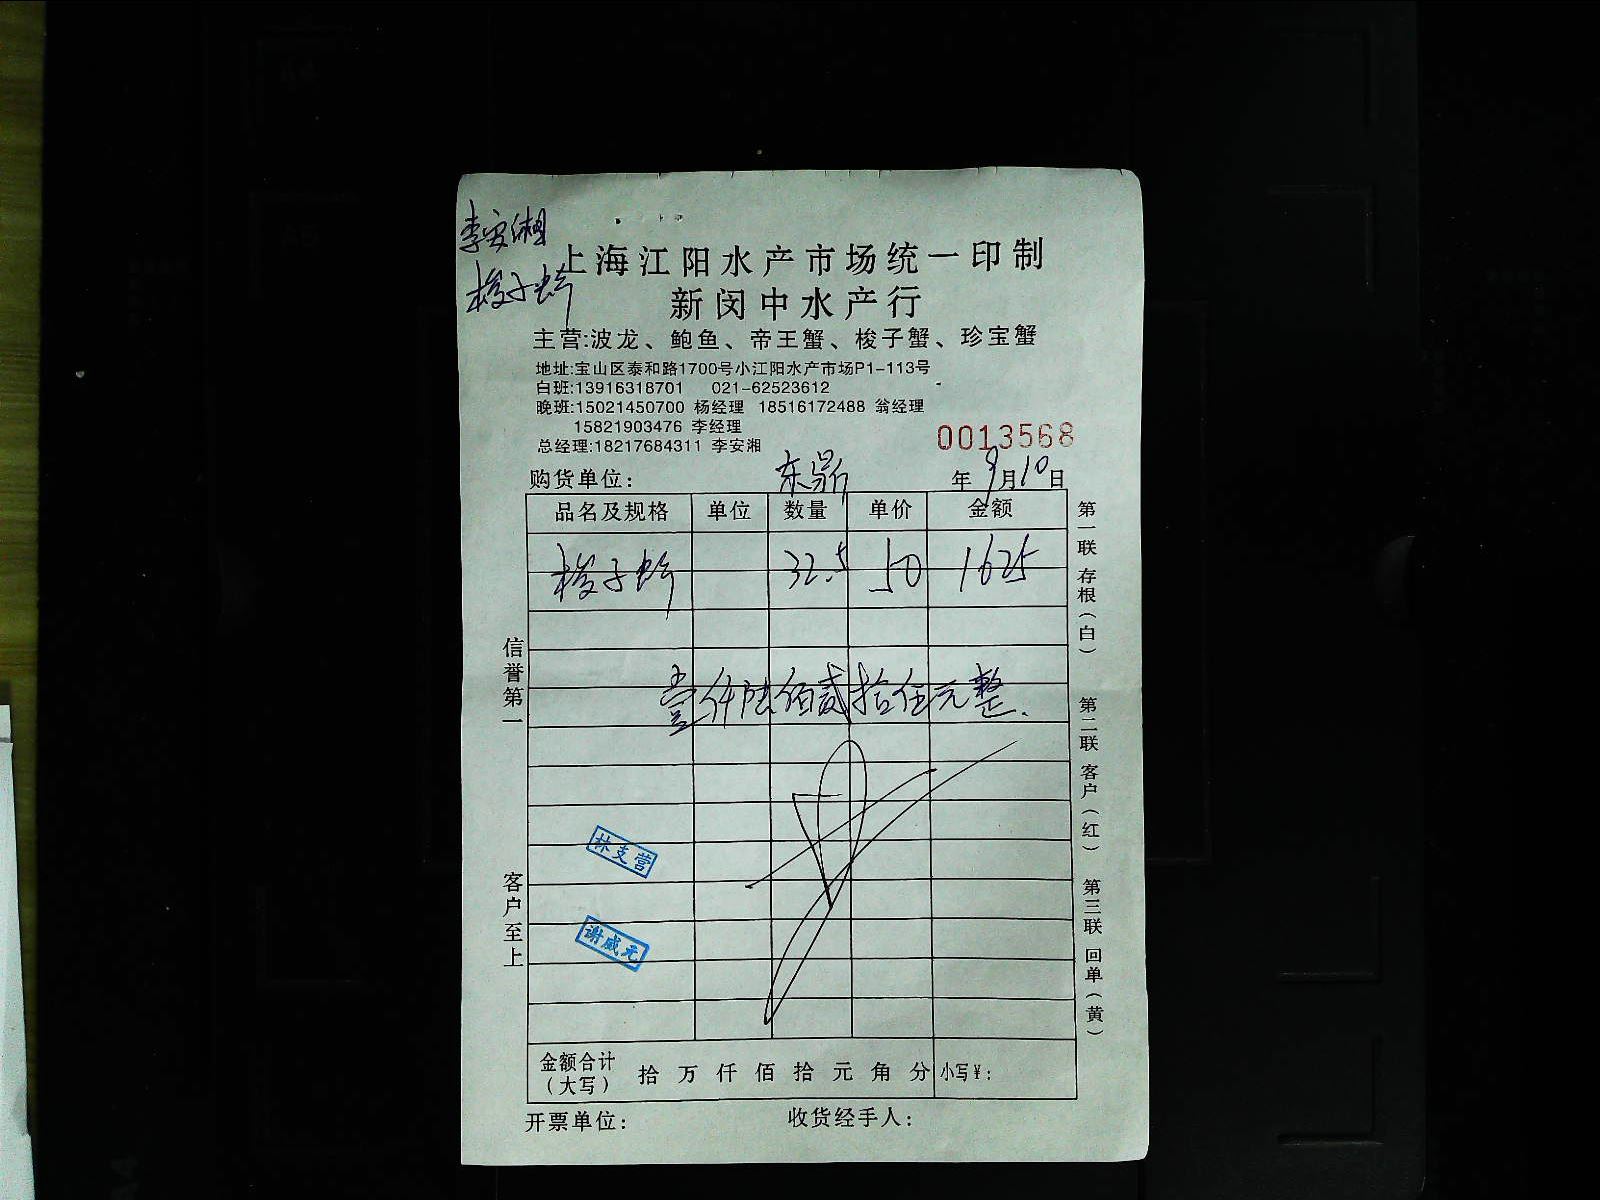 李安湘
梭子蟹
上海江阳水产市场统一印制
新闵中水产行
主营:波龙、鲍鱼、帝王蟹、梭子蟹、珍宝蟹
地址:宝山区泰和路1700号小江阳水产市场P1-113号
白班:13916318701 021-62523612
晚班:15021450700 杨经理 18516172488 翁经理
15821903476 李经理
总经理:18217684311 李安湘
0013568
购货单位: 东鼎 年 9月10日
品名及规格 单位 数量 单价 金额
梭子蟹 32.5 50 1625
壹仟陆佰贰拾伍元整.
林支营
谢威元
金额合计(大写) 拾 万 仟 佰 拾 元 角 分 小写¥:
开票单位: 收货经手人:
信誉第一 客户至上
第一联 存根(白) 第二联 客户(红) 第三联 回单(黄)